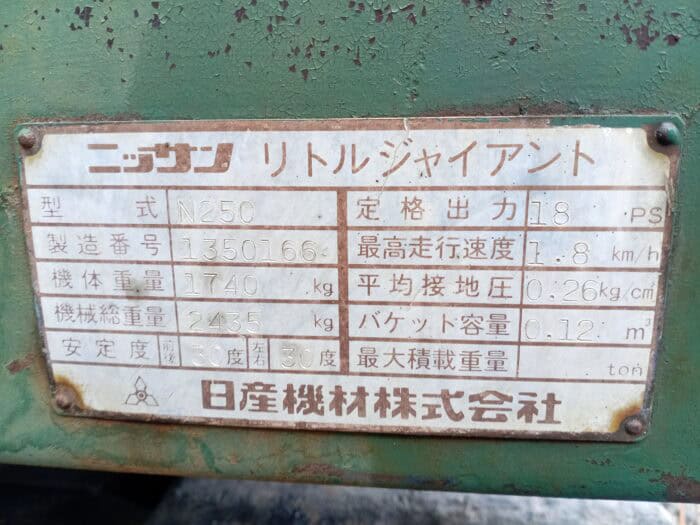 ニッサン リトルジャイアント
型式 N250 定格出力 18 PS
製造番号 1350166 最高走行速度 1.8 km/h
機体重量 1740 kg 平均接地圧 0.26 kg/cm²
機械総重量 2435 kg バケット容量 0.12 m³
安定度 前後 30度 左右 30度 最大積載重量 ton
日産機材株式会社